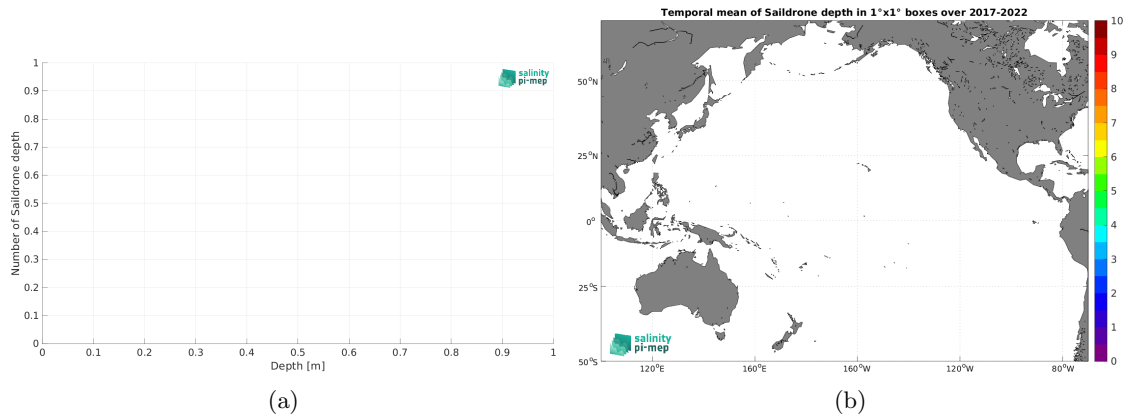 Temporal mean of Saildrone depth in 1°x1° boxes over 2017-2022
salinity
pi-mep
1
0.9
0.8
0.7
0.6
0.5
0.4
0.3
0.2
0.1
0
Number of Saildrone depth
0 0.1 0.2 0.3 0.4 0.5 0.6 0.7 0.8 0.9 1
Depth [m]
(a)
50°N
25°N
0°
25°S
50°S
120°E 160°E 160°W 120°W 80°W
salinity
pi-mep
10
9
8
7
6
5
4
3
2
1
0
(b)